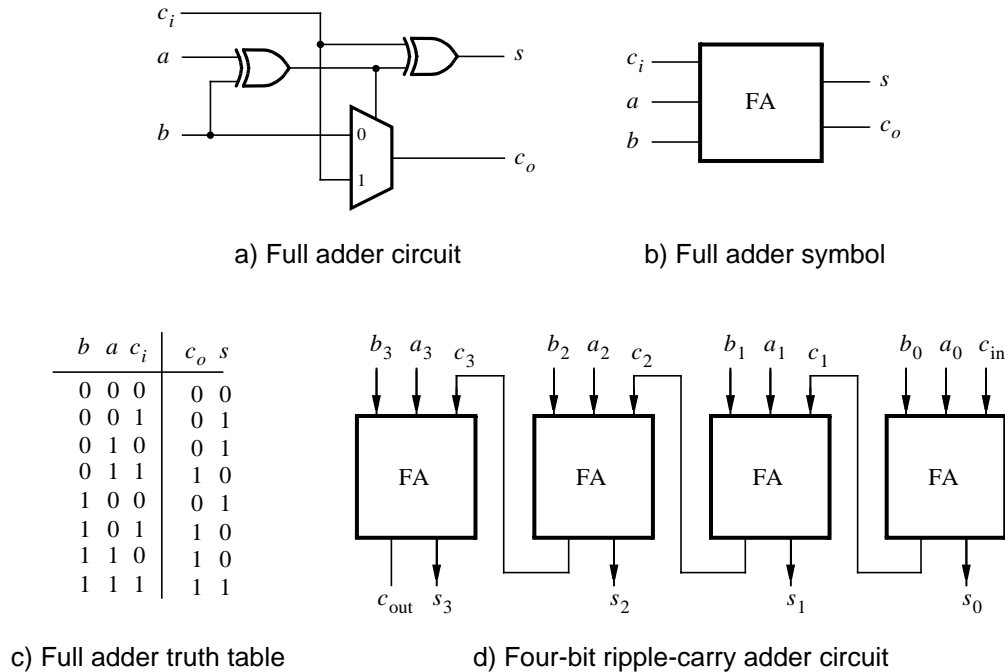 c_i
a
b
s
0
1
c_o
a) Full adder circuit
c_i
a
b
FA
s
c_o
b) Full adder symbol
b a c_i c_o s
0 0 0 0 0
0 0 1 0 1
0 1 0 0 1
0 1 1 1 0
1 0 0 0 1
1 0 1 1 0
1 1 0 1 0
1 1 1 1 1
c) Full adder truth table
b_3 a_3 c_3 b_2 a_2 c_2 b_1 a_1 c_1 b_0 a_0 c_in
FA FA FA FA
c_out s_3 s_2 s_1 s_0
d) Four-bit ripple-carry adder circuit